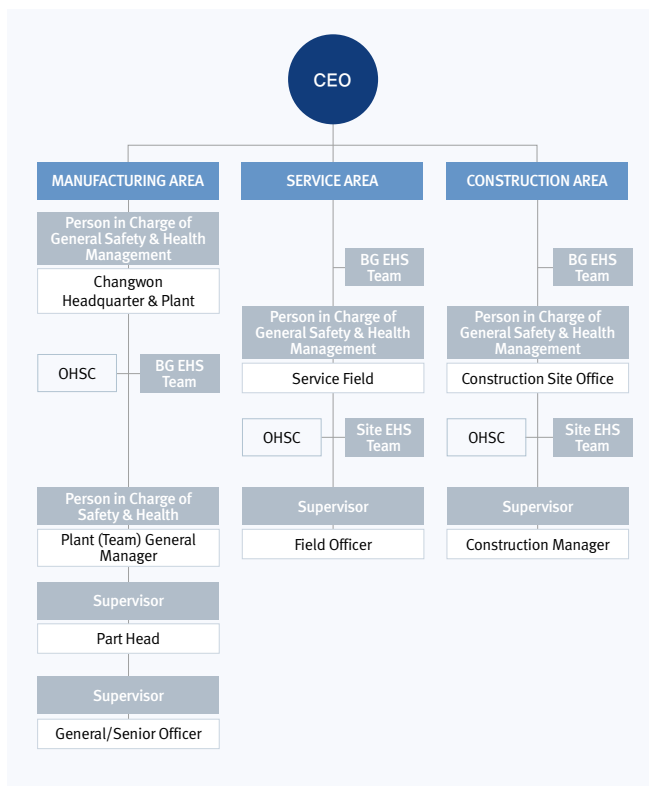 CEO
MANUFACTURING AREA
Person in Charge of
General Safety & Health
Management
Changwon
Headquarter & Plant
OHSC
BG EHS
Team
Person in Charge of
Safety & Health
Plant (Team) General
Manager
Supervisor
Part Head
Supervisor
General/Senior Officer
SERVICE AREA
BG EHS
Team
Person in Charge of
General Safety & Health
Management
Service Field
OHSC
Site EHS
Team
Supervisor
Field Officer
CONSTRUCTION AREA
BG EHS
Team
Person in Charge of
General Safety & Health
Management
Construction Site Office
OHSC
Site EHS
Team
Supervisor
Construction Manager